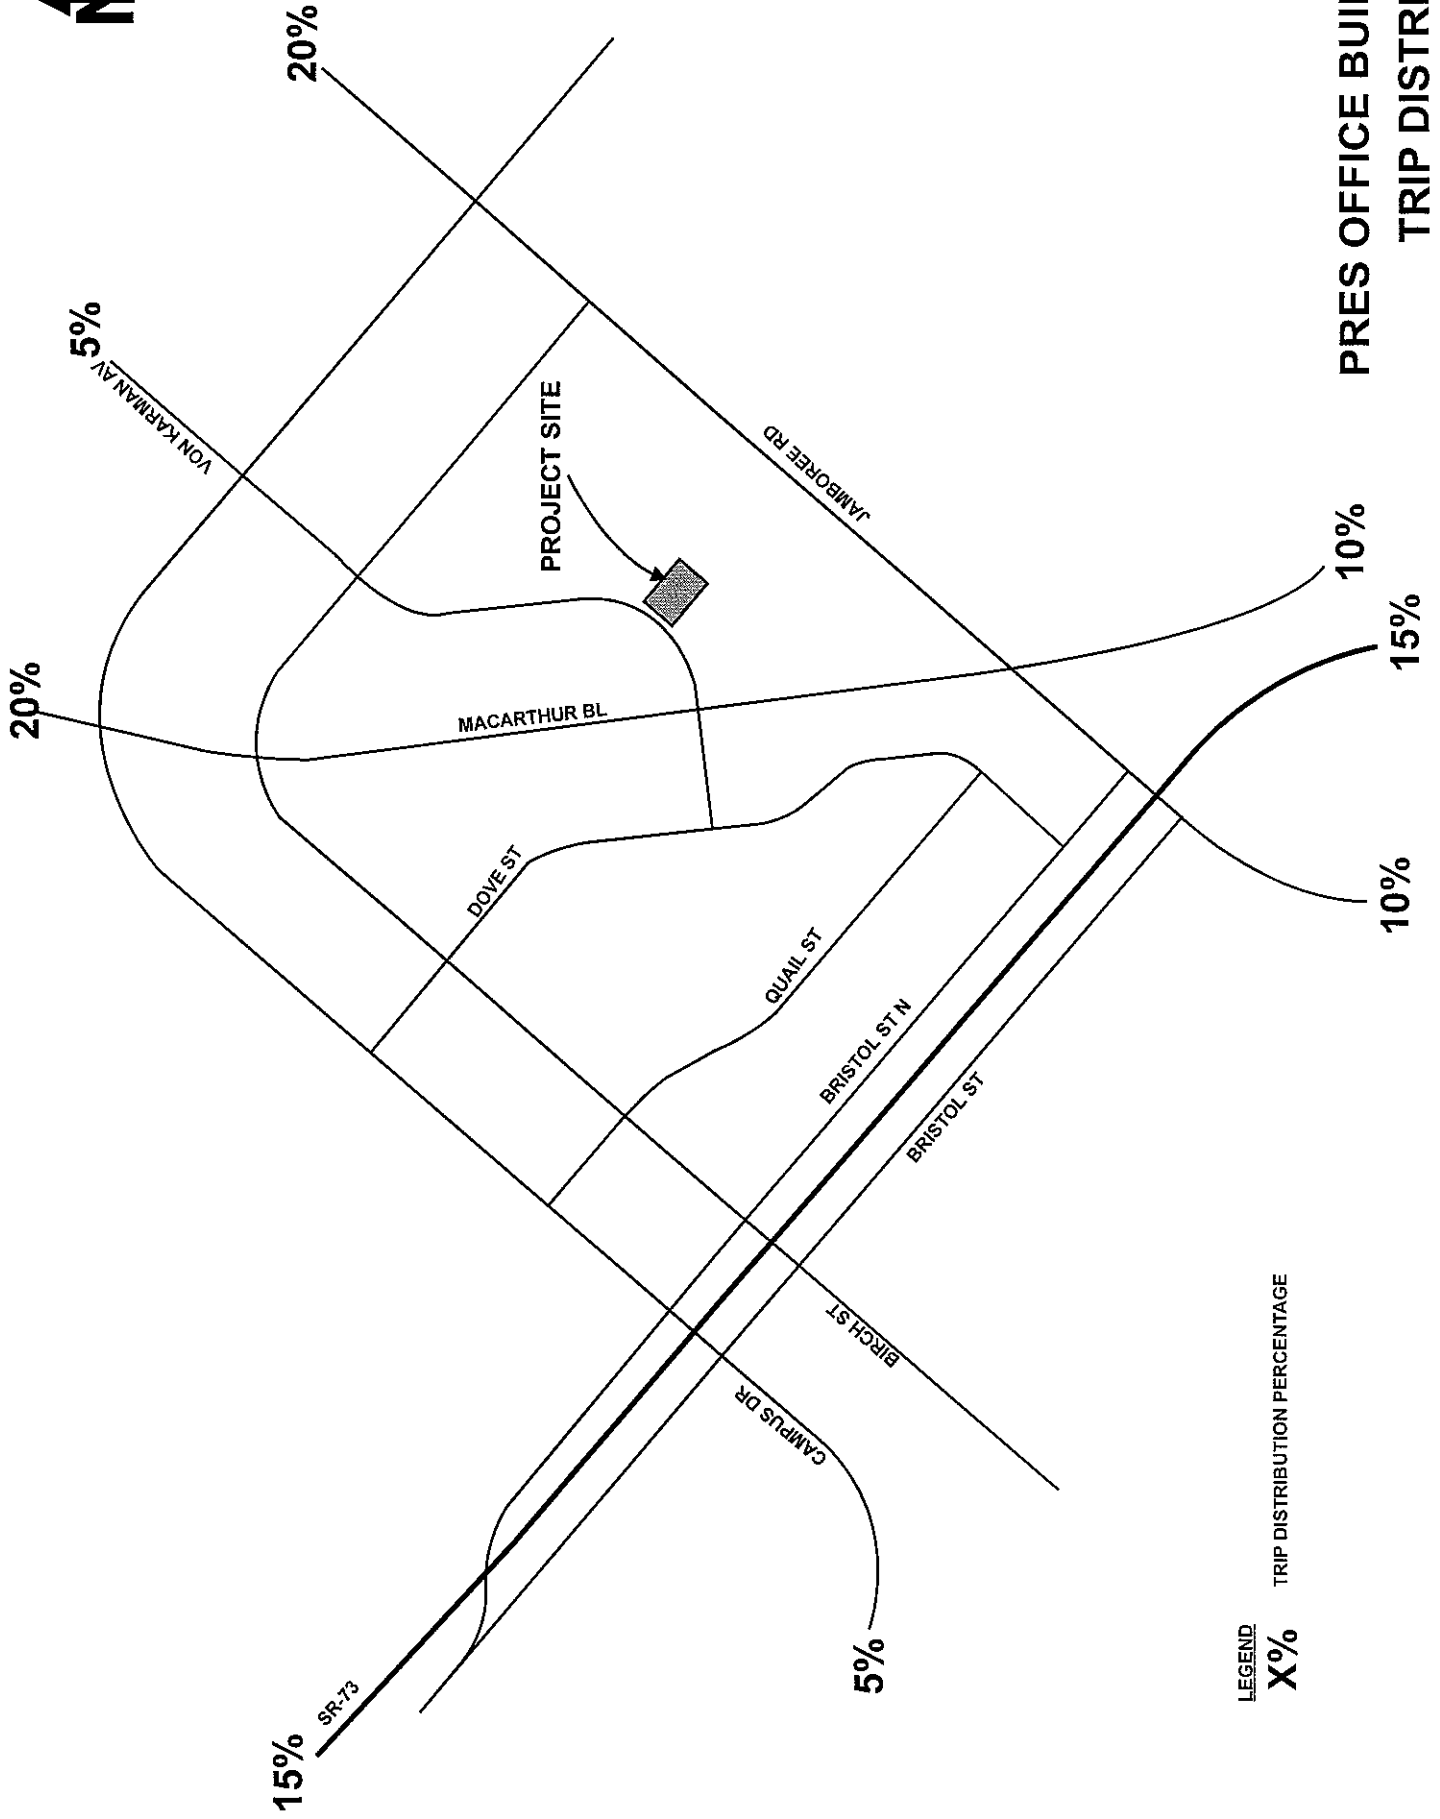 N
20%
5%
20%
VON KARMAN AV
PROJECT SITE
JAMBOREE RD
MACARTHUR BL
10%
15%
10%
DOVE ST
QUAIL ST
BRISTOL ST N
BRISTOL ST
BIRCH ST
CAMPUS DR
5%
SR-73
15%
LEGEND
X% TRIP DISTRIBUTION PERCENTAGE
PRES OFFICE
TRIP